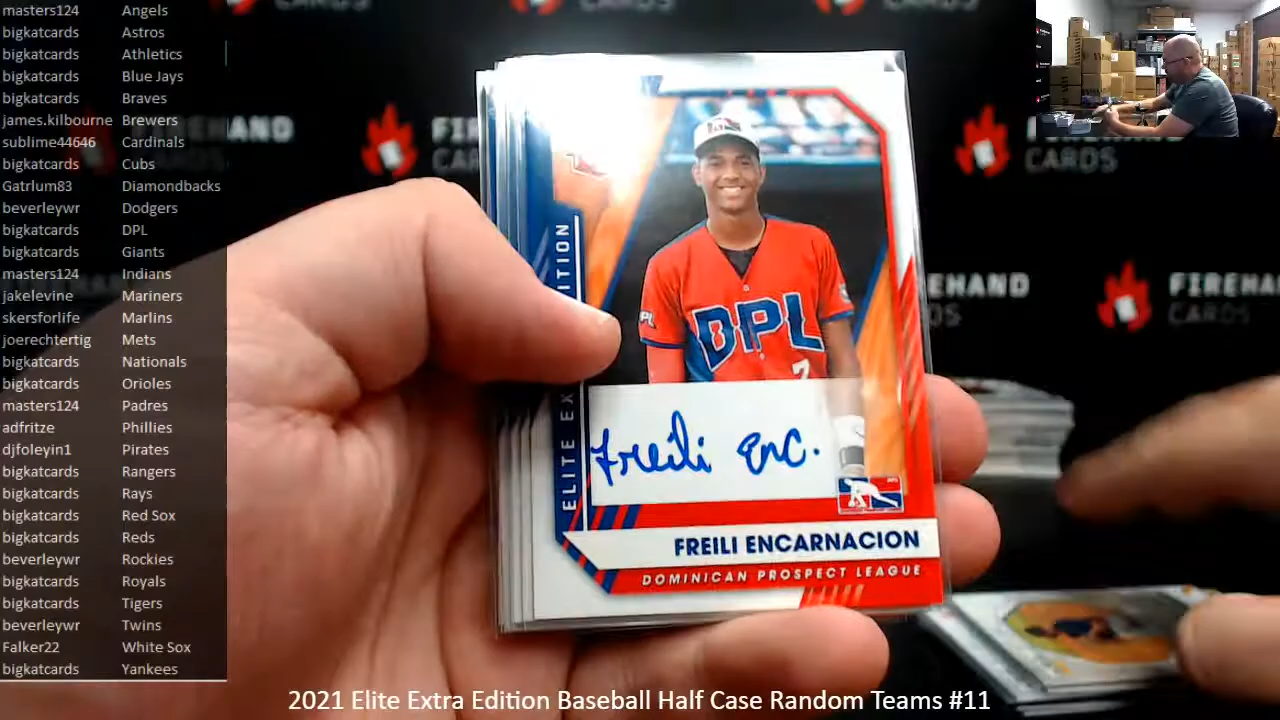 masters124 Angels
bigkatcards Astros
bigkatcards Athletics
bigkatcards Blue Jays
bigkatcards Braves
james.kilbourne Brewers
sublime44646 Cardinals
bigkatcards Cubs
Gatrlum83 Diamondbacks
beverleywr Dodgers
bigkatcards DPL
bigkatcards Giants
masters124 Indians
jakelevine Mariners
skersforlife Marlins
joerechtertig Mets
bigkatcards Nationals
bigkatcards Orioles
masters124 Padres
adfritze Phillies
djfoleyin1 Pirates
bigkatcards Rangers
bigkatcards Rays
bigkatcards Red Sox
bigkatcards Reds
beverleywr Rockies
bigkatcards Royals
bigkatcards Tigers
beverleywr Twins
Falker22 White Sox
bigkatcards Yankees
DPL
DPL
7
Freili Enc.
FREILI ENCARNACION
DOMINICAN PROSPECT LEAGUE
FIREHAND
CARDS
2021 Elite Extra Edition Baseball Half Case Random Teams #11